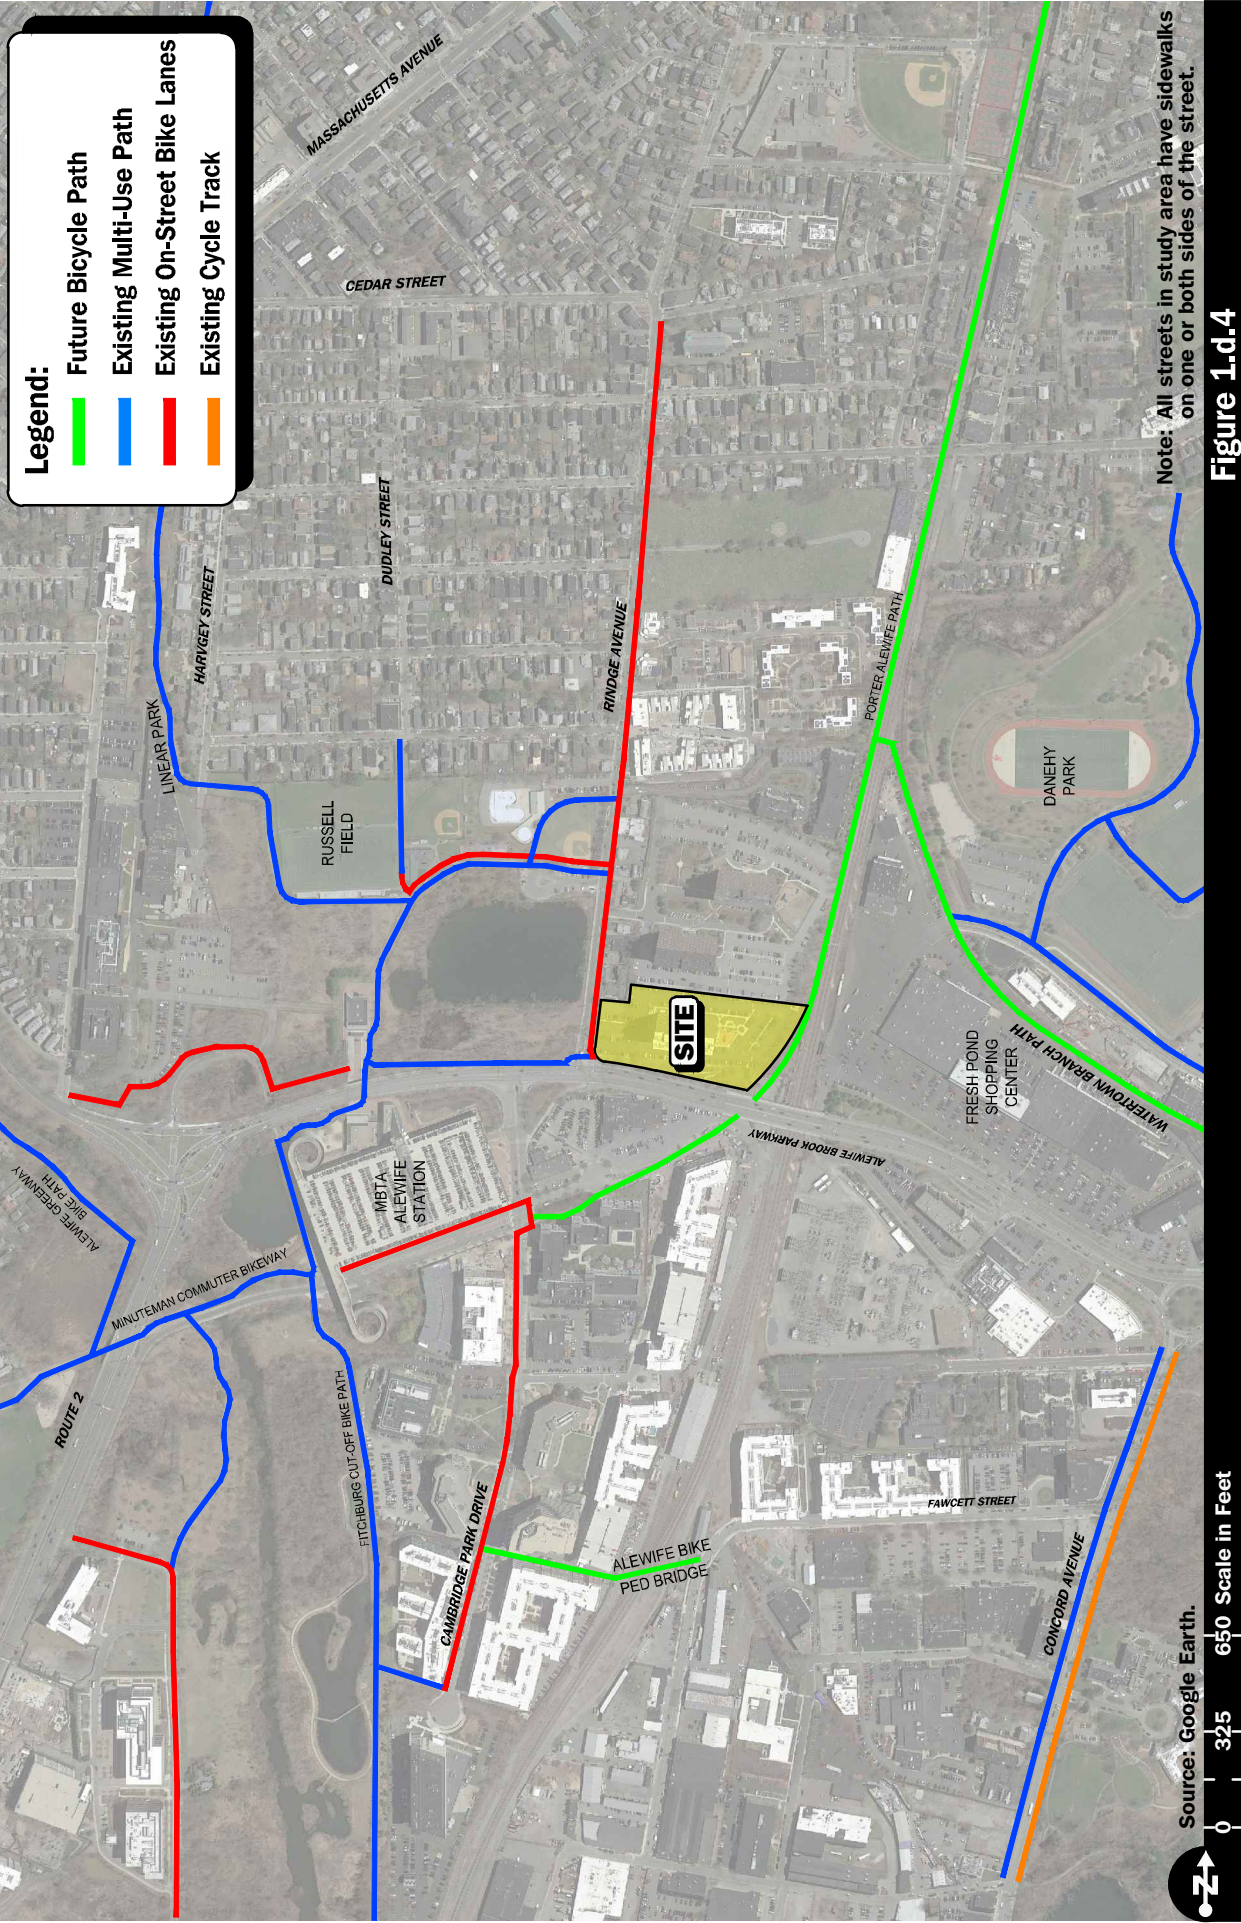 Legend:
Future Bicycle Path
Existing Multi-Use Path
Existing On-Street Bike Lanes
Existing Cycle Track
MASSACHUSETTS AVENUE
CEDAR STREET
DUDLEY STREET
HARVGEY STREET
LINEAR PARK
RUSSELL
FIELD
RINDGE AVENUE
PORTER ALEWIFE PATH
DANEHY
PARK
SITE
FRESH POND
SHOPPING
CENTER
WATERTOWN BRANCH PATH
ALEWIFE BROOK PARKWAY
MBTA
ALEWIFE
STATION
ALEWIFE GREENWAY
BIKE PATH
MINUTEMAN COMMUTER BIKEWAY
ROUTE 2
FITCHBURG CUT-OFF BIKE PATH
CAMBRIDGE PARK DRIVE
ALEWIFE BIKE
PED BRIDGE
FAWCETT STREET
CONCORD AVENUE
Note: All streets in study area have sidewalks
on one or both sides of the street.
Source: Google Earth.
N
0 325 650 Scale in Feet
Figure 1.d.4